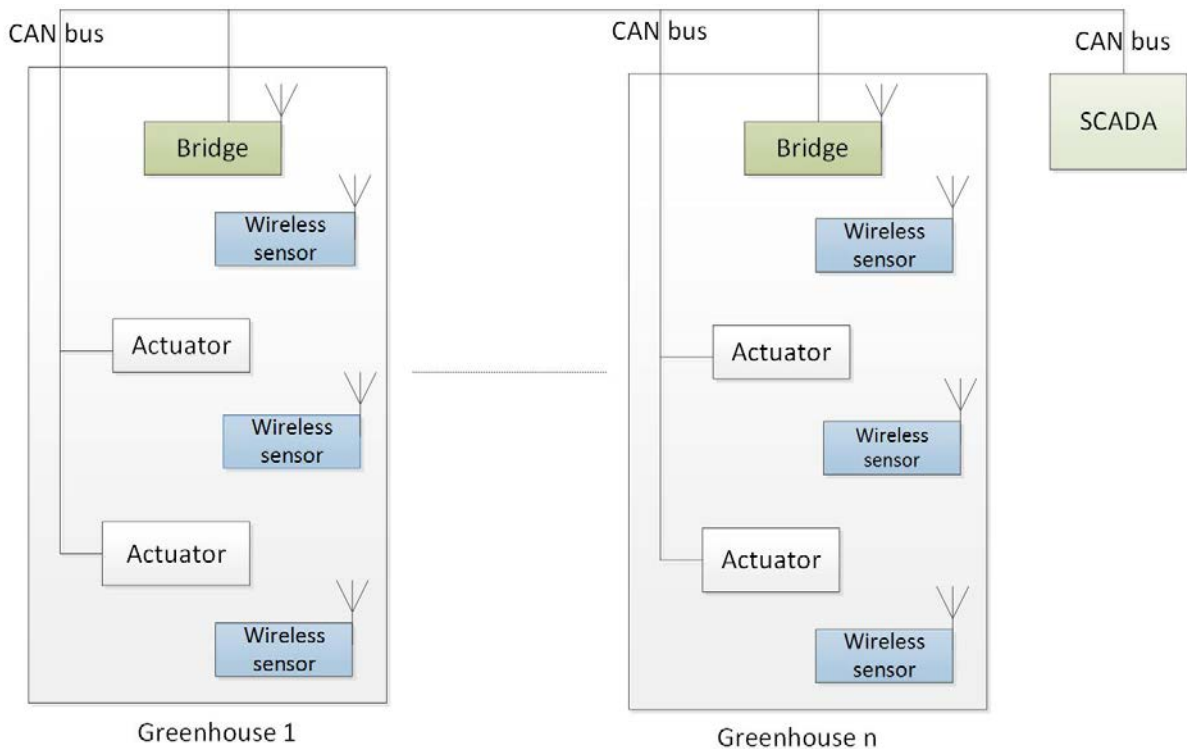 CAN bus
CAN bus
CAN bus
SCADA
Bridge
Wireless
sensor
Actuator
Wireless
sensor
Actuator
Wireless
sensor
Greenhouse 1
Bridge
Wireless
sensor
Actuator
Wireless
sensor
Actuator
Wireless
sensor
Greenhouse n